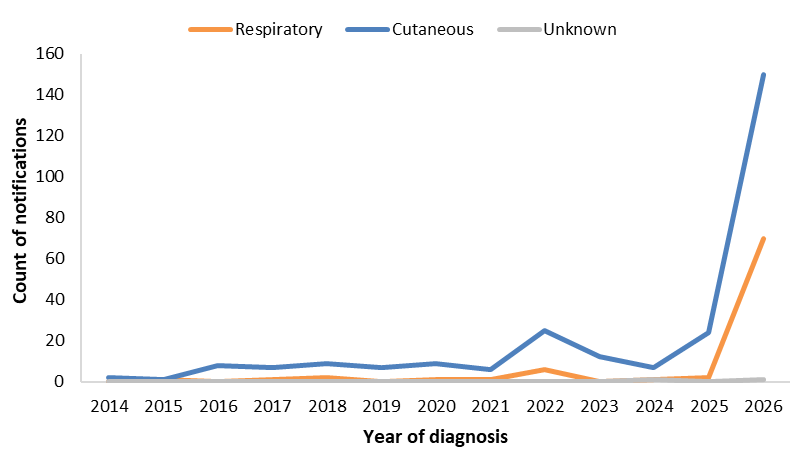 Respiratory Cutaneous Unknown
160
140
120
100
80
60
40
20
0
Count of notifications
2014 2015 2016 2017 2018 2019 2020 2021 2022 2023 2024 2025 2026
Year of diagnosis